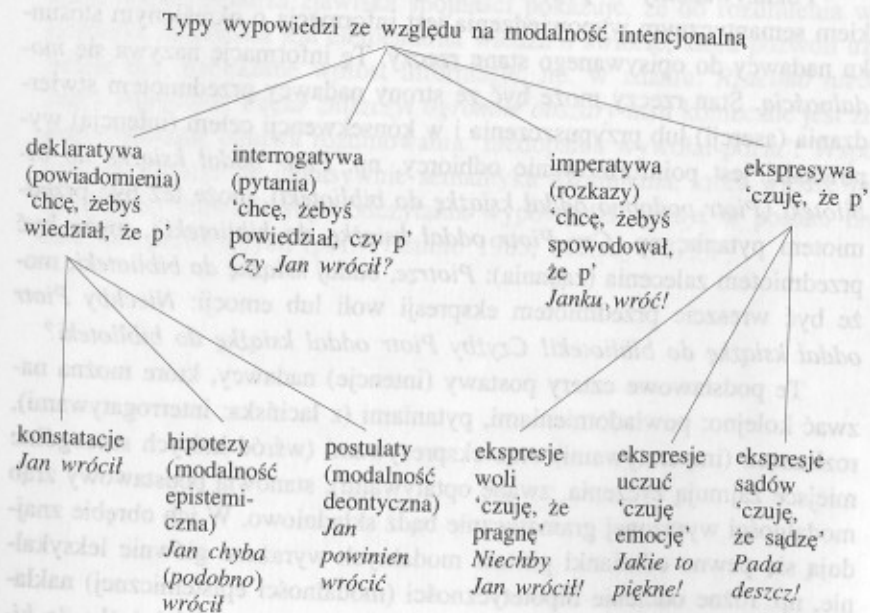 Typy wypowiedzi ze względu na modalność intencjonalną
deklaratywa
(powiadomienia)
‘chcę, żebyś
wiedział, że p’
interrogatywa
(pytania)
‘chcę, żebyś
powiedział, czy p’
Czy Jan wrócił?
imperatywa
(rozkazy)
‘chcę, żebyś
spowodował,
że p’
Janku, wróć!
ekspresywa
‘czuję, że p’
konstatacje
Jan wrócił
hipotezy
(modalność
epistemi-
czna)
Jan chyba
(podobno)
wrócił
postulaty
(modalność
deontyczna)
Jan
powinien
wrócić
ekspresje
woli
‘czuję, że
pragnę’
Niechby
Jan wrócił!
ekspresje
uczuć
‘czuję
emocję’
Jakie to
piękne!
ekspresje
sądów
‘czuję,
że sądzę’
Pada
deszcz!